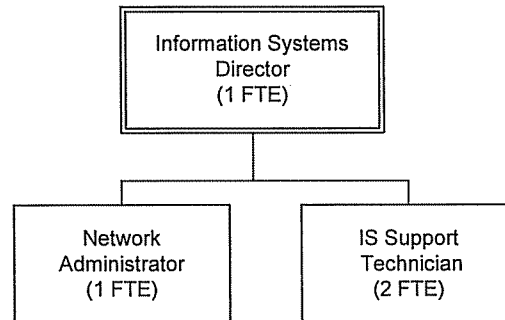 Information Systems
Director
(1 FTE)
Network
Administrator
(1 FTE)
IS Support
Technician
(2 FTE)